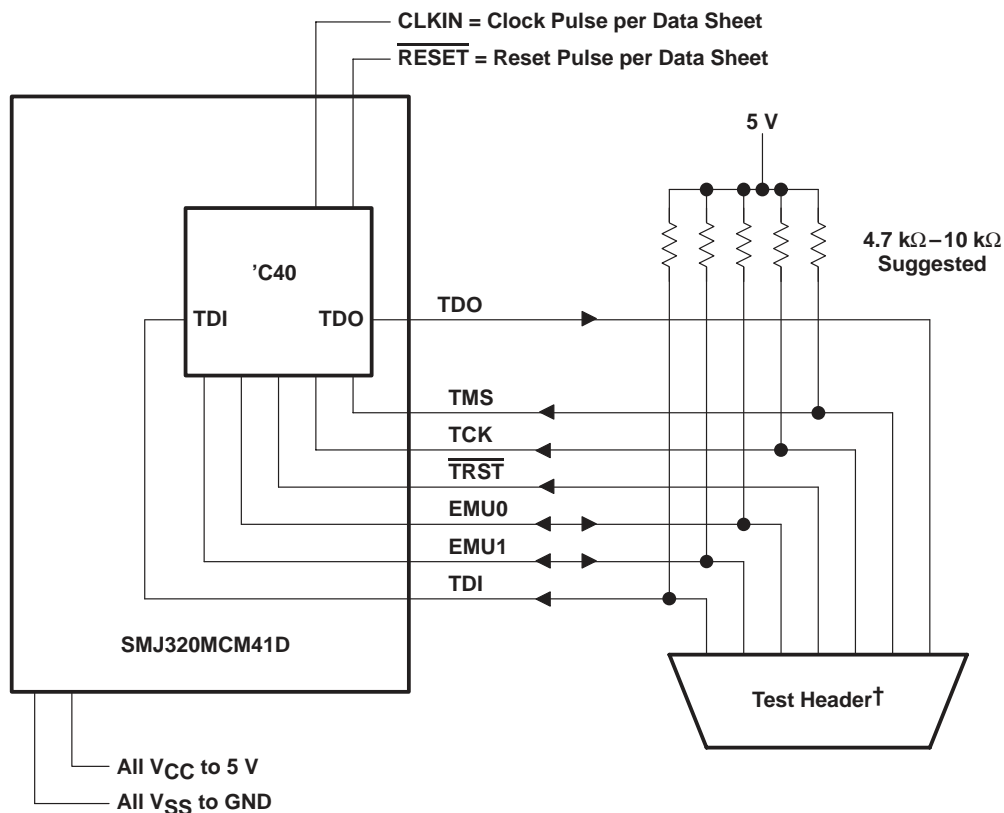 CLKIN = Clock Pulse per Data Sheet
RESET = Reset Pulse per Data Sheet
5 V
4.7 kΩ–10 kΩ
Suggested
'C40
TDI
TDO
TDO
TMS
TCK
TRST
EMU0
EMU1
TDI
SMJ320MCM41D
Test Header†
All VCC to 5 V
All VSS to GND